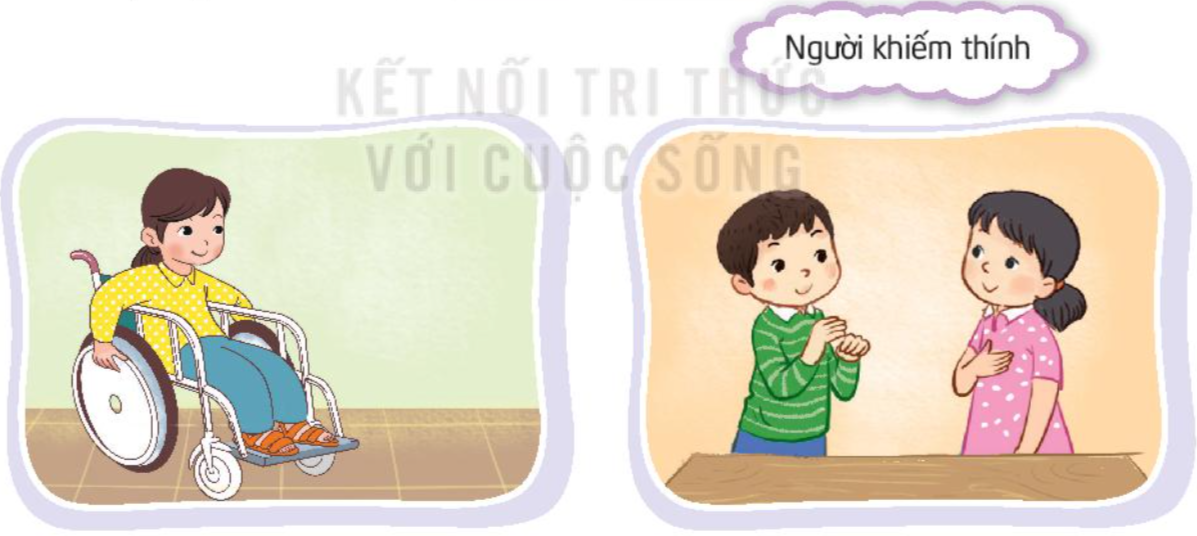 Người khiếm thính
KẾT NỐI TRI THỨC
VỚI CUỘC SỐNG